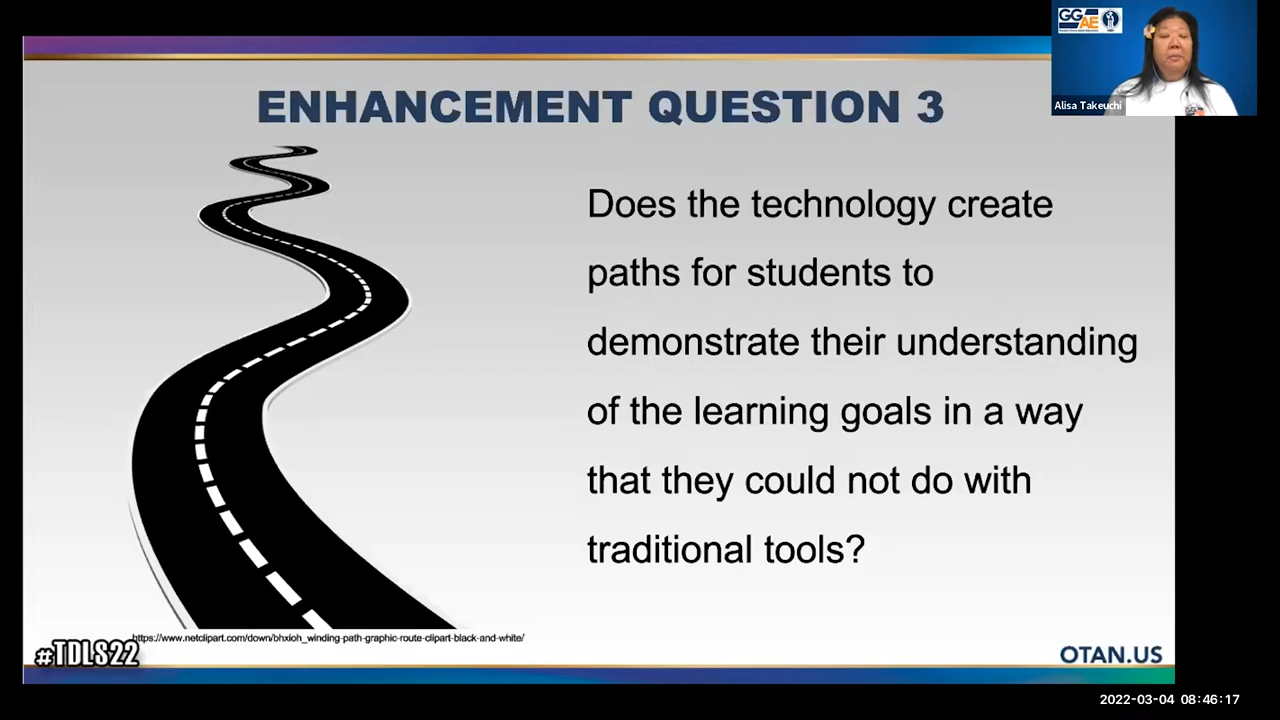 GG
AE
Alisa Takeuchi
ENHANCEMENT QUESTION 3
Does the technology create
paths for students to
demonstrate their understanding
of the learning goals in a way
that they could not do with
traditional tools?
https://www.netclipart.com/down/bhxioh_winding-path-graphic-route-clipart-black-and-white/
#TDLS22
OTAN.US
2022-03-04 08:46:17